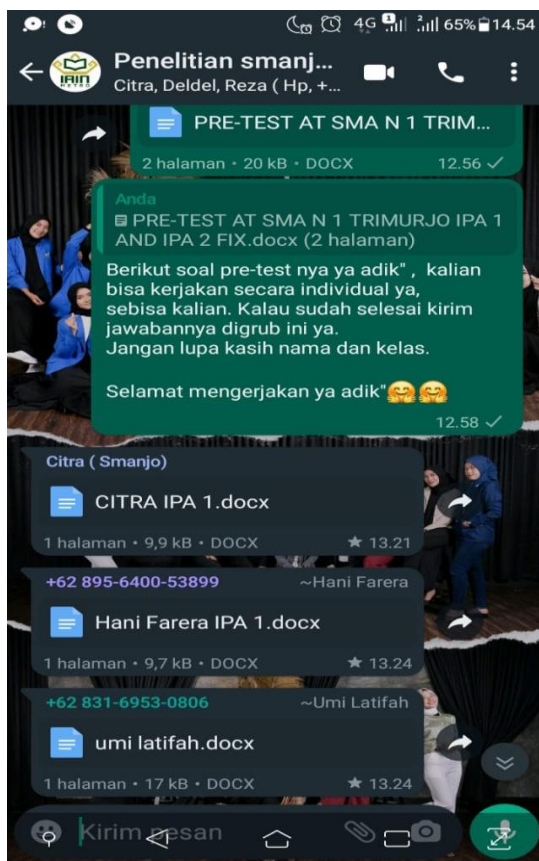 4G 1 2 65% 14.54
IAIN
METRO
Penelitian smanj...
Citra, Deldel, Reza ( Hp, +...
PRE-TEST AT SMA N 1 TRIM...
2 halaman • 20 kB • DOCX 12.56
Anda
PRE-TEST AT SMA N 1 TRIMURJO IPA 1
AND IPA 2 FIX.docx (2 halaman)
Berikut soal pre-test nya ya adik" , kalian
bisa kerjakan secara individual ya,
sebisa kalian. Kalau sudah selesai kirim
jawabannya digrub ini ya.
Jangan lupa kasih nama dan kelas.
Selamat mengerjakan ya adik"🤗🤗
12.58
Citra ( Smanjo)
CITRA IPA 1.docx
1 halaman • 9,9 kB • DOCX ★ 13.21
+62 895-6400-53899 ~Hani Farera
Hani Farera IPA 1.docx
1 halaman • 9,7 kB • DOCX ★ 13.24
+62 831-6953-0806 ~Umi Latifah
umi latifah.docx
1 halaman • 17 kB • DOCX ★ 13.24
Kirim pesan